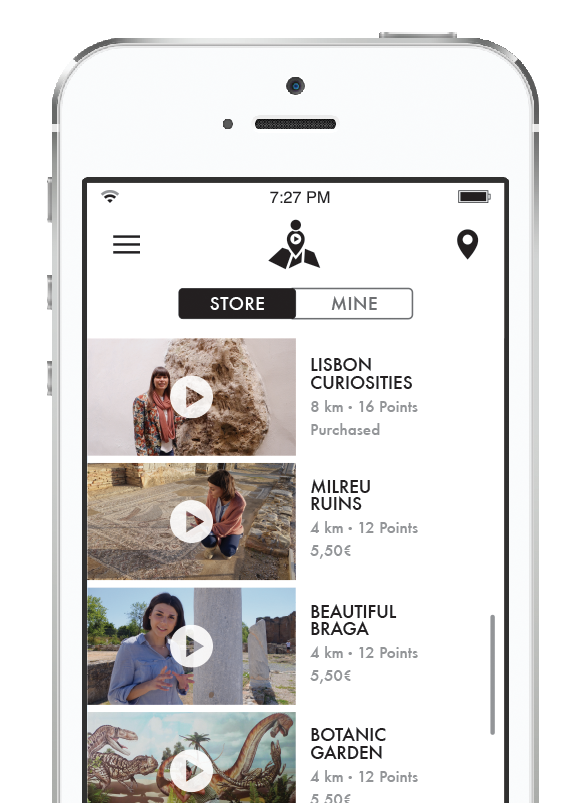 7:27 PM
STORE
MINE
LISBON
CURIOSITIES
8 km • 16 Points
Purchased
MILREU
RUINS
4 km • 12 Points
5,50€
BEAUTIFUL
BRAGA
4 km • 12 Points
5,50€
BOTANIC
GARDEN
4 km • 12 Points
5,50€